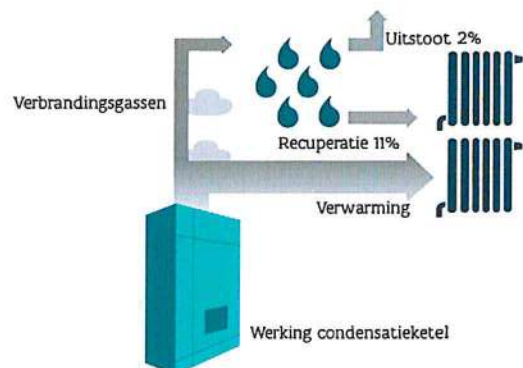 Uitstoot 2%
Verbrandingsgassen
Recuperatie 11%
Verwarming
Werking condensatieketel